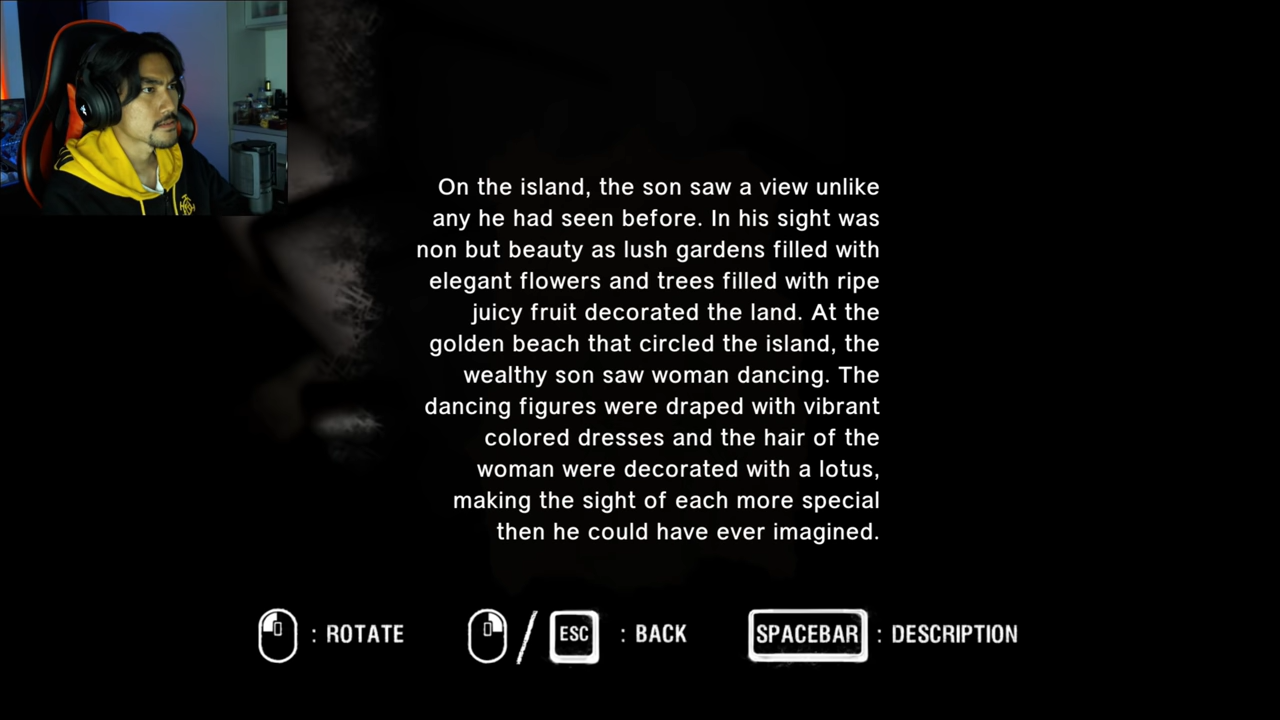 On the island, the son saw a view unlike
any he had seen before. In his sight was
non but beauty as lush gardens filled with
elegant flowers and trees filled with ripe
juicy fruit decorated the land. At the
golden beach that circled the island, the
wealthy son saw woman dancing. The
dancing figures were draped with vibrant
colored dresses and the hair of the
woman were decorated with a lotus,
making the sight of each more special
then he could have ever imagined.
: ROTATE / ESC : BACK SPACEBAR : DESCRIPTION